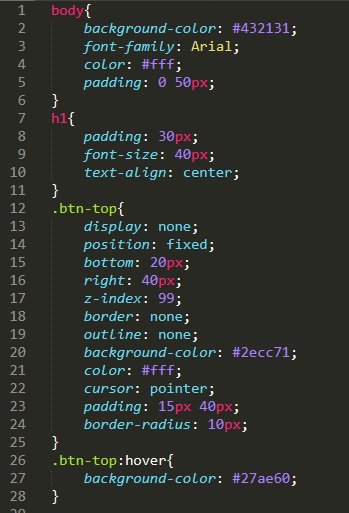 1 body{
2 background-color: #432131;
3 font-family: Arial;
4 color: #fff;
5 padding: 0 50px;
6 }
7 h1{
8 padding: 30px;
9 font-size: 40px;
10 text-align: center;
11 }
12 .btn-top{
13 display: none;
14 position: fixed;
15 bottom: 20px;
16 right: 40px;
17 z-index: 99;
18 border: none;
19 outline: none;
20 background-color: #2ecc71;
21 color: #fff;
22 cursor: pointer;
23 padding: 15px 40px;
24 border-radius: 10px;
25 }
26 .btn-top:hover{
27 background-color: #27ae60;
28 }